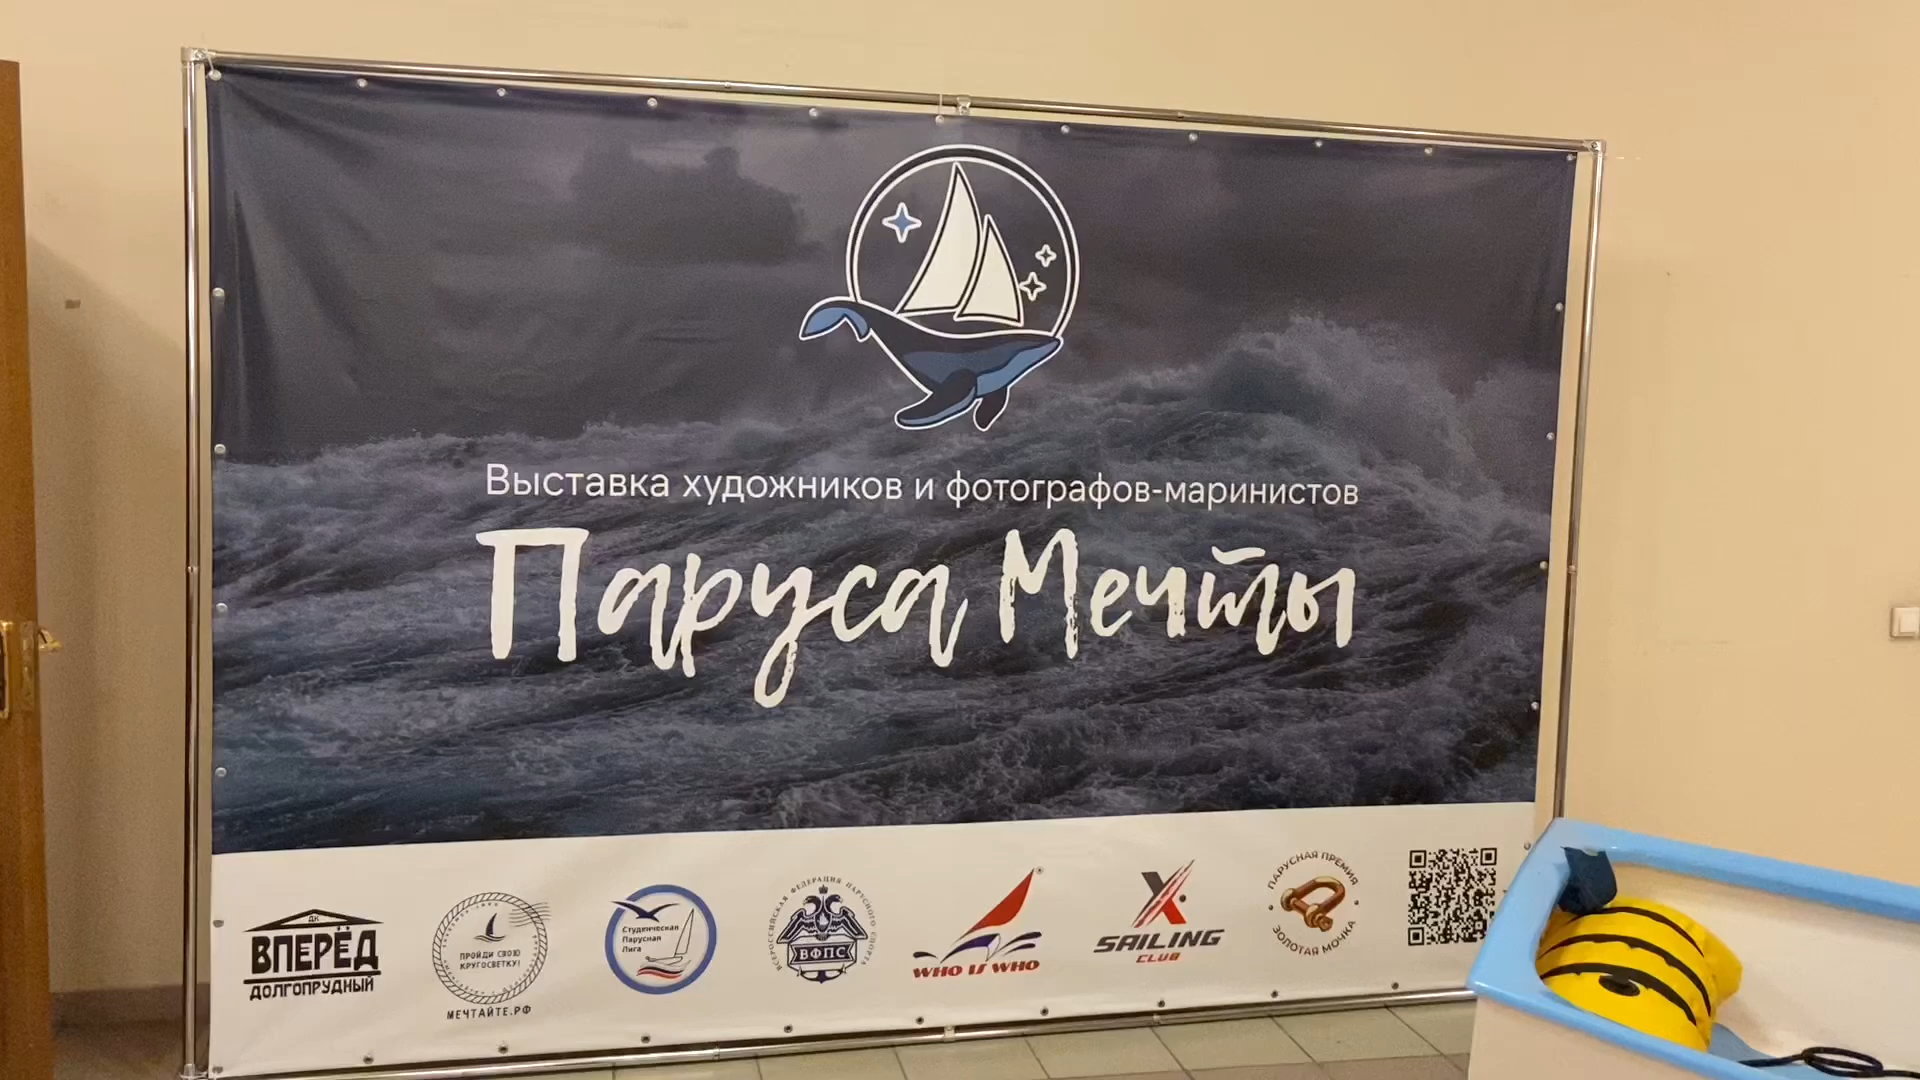 Выставка художников и фотографов-маринистов
Паруса Мечты
ДК
ВПЕРЁД
ДОЛГОПРУДНЫЙ
ПРОЙДИ СВОЮ
КРУГОСВЕТКУ!
МЕЧТАЙТЕ.РФ
Студенческая
Парусная
Лига
ВСЕРОССИЙСКАЯ ФЕДЕРАЦИЯ ПАРУСНОГО СПОРТА
ВФПС
WHO IS WHO
X
SAILING
CLUB
ПАРУСНАЯ ПРЕМИЯ
ЗОЛОТАЯ МОЧКА